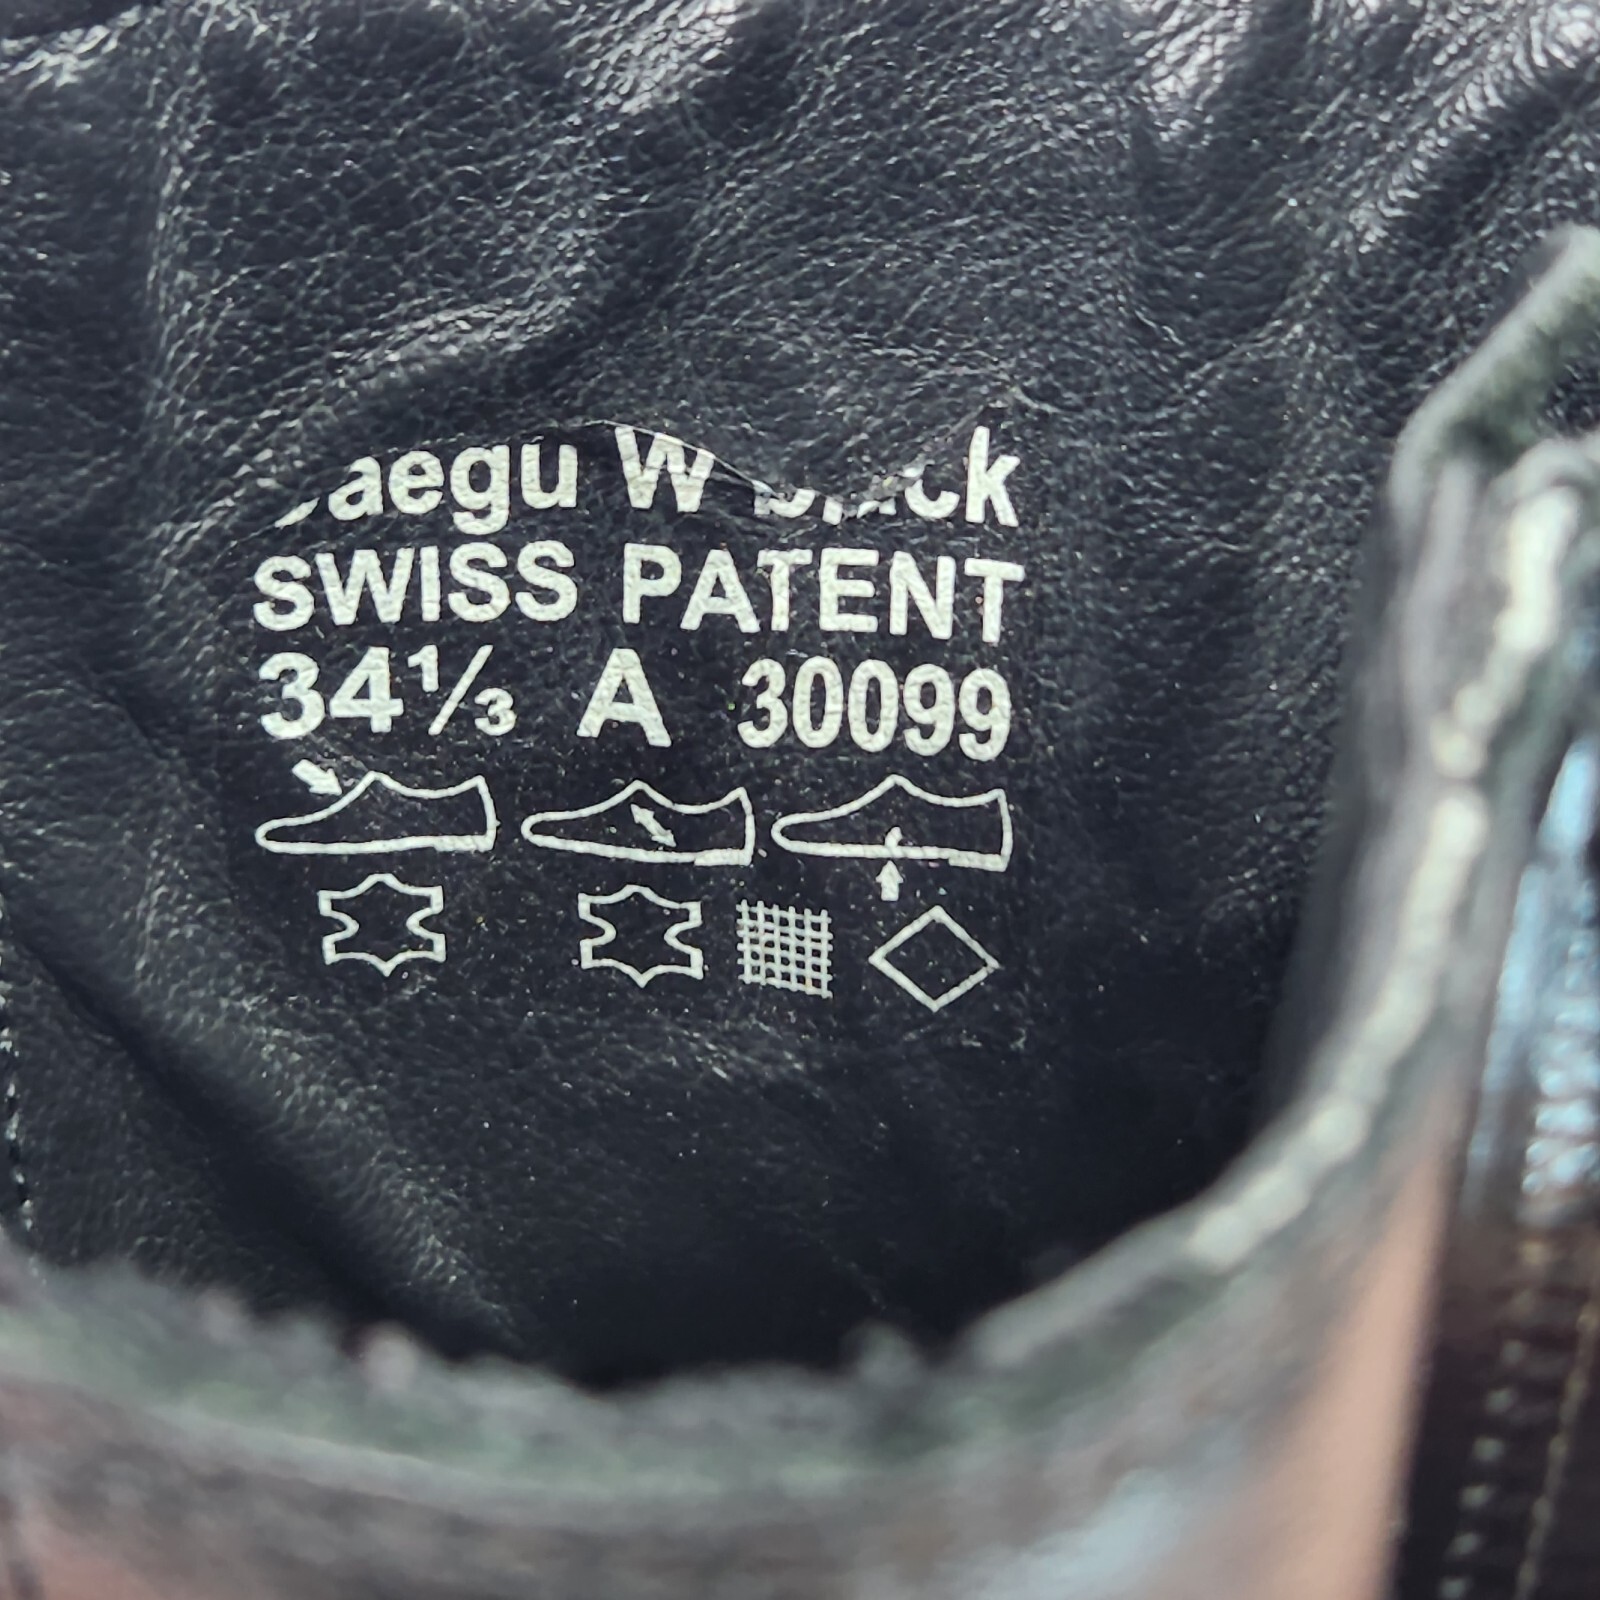 aegu W
SWISS PATENT
34⅓ A 30099